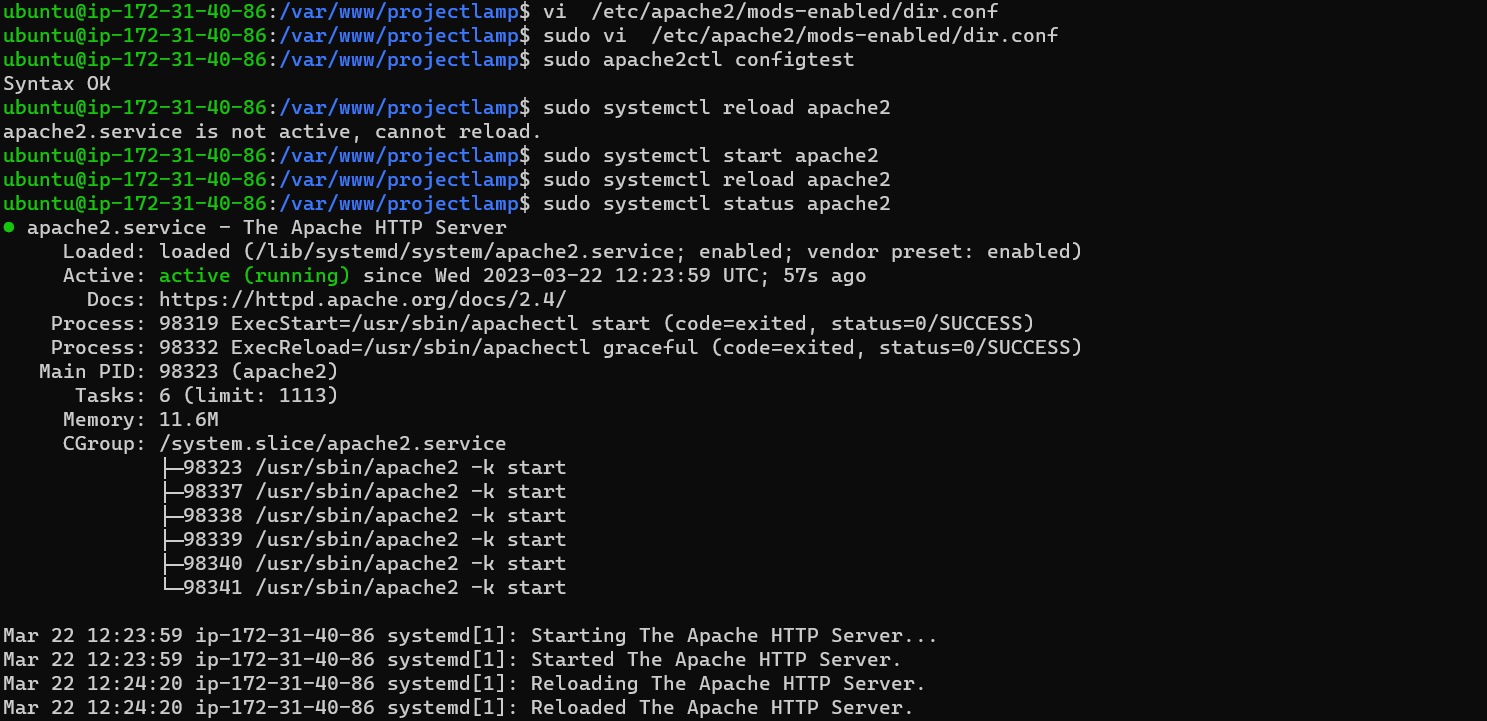 ubuntu@ip-172-31-40-86:/var/www/projectlamp$ vi  /etc/apache2/mods-enabled/dir.conf
ubuntu@ip-172-31-40-86:/var/www/projectlamp$ sudo vi  /etc/apache2/mods-enabled/dir.conf
ubuntu@ip-172-31-40-86:/var/www/projectlamp$ sudo apache2ctl configtest
Syntax OK
ubuntu@ip-172-31-40-86:/var/www/projectlamp$ sudo systemctl reload apache2
apache2.service is not active, cannot reload.
ubuntu@ip-172-31-40-86:/var/www/projectlamp$ sudo systemctl start apache2
ubuntu@ip-172-31-40-86:/var/www/projectlamp$ sudo systemctl reload apache2
ubuntu@ip-172-31-40-86:/var/www/projectlamp$ sudo systemctl status apache2
● apache2.service - The Apache HTTP Server
     Loaded: loaded (/lib/systemd/system/apache2.service; enabled; vendor preset: enabled)
     Active: active (running) since Wed 2023-03-22 12:23:59 UTC; 57s ago
       Docs: https://httpd.apache.org/docs/2.4/
    Process: 98319 ExecStart=/usr/sbin/apachectl start (code=exited, status=0/SUCCESS)
    Process: 98332 ExecReload=/usr/sbin/apachectl graceful (code=exited, status=0/SUCCESS)
   Main PID: 98323 (apache2)
      Tasks: 6 (limit: 1113)
     Memory: 11.6M
     CGroup: /system.slice/apache2.service
             ├─98323 /usr/sbin/apache2 -k start
             ├─98337 /usr/sbin/apache2 -k start
             ├─98338 /usr/sbin/apache2 -k start
             ├─98339 /usr/sbin/apache2 -k start
             ├─98340 /usr/sbin/apache2 -k start
             └─98341 /usr/sbin/apache2 -k start

Mar 22 12:23:59 ip-172-31-40-86 systemd[1]: Starting The Apache HTTP Server...
Mar 22 12:23:59 ip-172-31-40-86 systemd[1]: Started The Apache HTTP Server.
Mar 22 12:24:20 ip-172-31-40-86 systemd[1]: Reloading The Apache HTTP Server.
Mar 22 12:24:20 ip-172-31-40-86 systemd[1]: Reloaded The Apache HTTP Server.